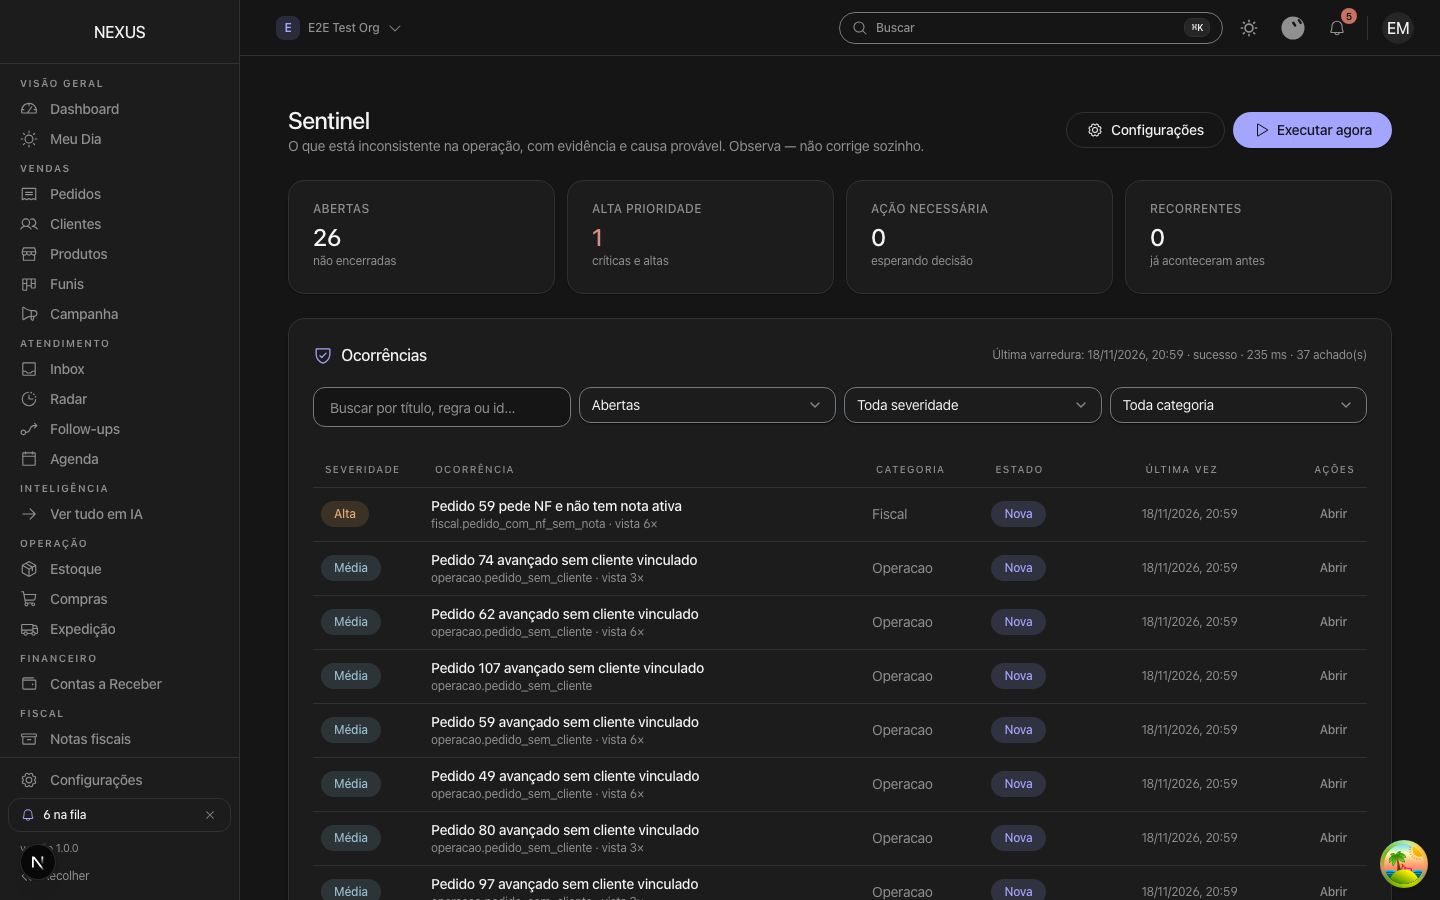 NEXUS
E E2E Test Org
Buscar ⌘K
5
EM
VISÃO GERAL
Dashboard
Meu Dia
VENDAS
Pedidos
Clientes
Produtos
Funis
Campanha
ATENDIMENTO
Inbox
Radar
Follow-ups
Agenda
INTELIGÊNCIA
Ver tudo em IA
OPERAÇÃO
Estoque
Compras
Expedição
FINANCEIRO
Contas a Receber
FISCAL
Notas fiscais
Configurações
6 na fila
1.0.0
N
Sentinel
O que está inconsistente na operação, com evidência e causa provável. Observa — não corrige sozinho.
Configurações
Executar agora
ABERTAS
26
não encerradas
ALTA PRIORIDADE
1
críticas e altas
AÇÃO NECESSÁRIA
0
esperando decisão
RECORRENTES
0
já aconteceram antes
Ocorrências
Última varredura: 18/11/2026, 20:59 · sucesso · 235 ms · 37 achado(s)
Buscar por título, regra ou id...
Abertas
Toda severidade
Toda categoria
SEVERIDADE OCORRÊNCIA CATEGORIA ESTADO ÚLTIMA VEZ AÇÕES
Alta Pedido 59 pede NF e não tem nota ativa Fiscal Nova 18/11/2026, 20:59 Abrir
fiscal.pedido_com_nf_sem_nota · vista 6×
Média Pedido 74 avançado sem cliente vinculado Operacao Nova 18/11/2026, 20:59 Abrir
operacao.pedido_sem_cliente · vista 3×
Média Pedido 62 avançado sem cliente vinculado Operacao Nova 18/11/2026, 20:59 Abrir
operacao.pedido_sem_cliente · vista 6×
Média Pedido 107 avançado sem cliente vinculado Operacao Nova 18/11/2026, 20:59 Abrir
operacao.pedido_sem_cliente
Média Pedido 59 avançado sem cliente vinculado Operacao Nova 18/11/2026, 20:59 Abrir
operacao.pedido_sem_cliente · vista 6×
Média Pedido 49 avançado sem cliente vinculado Operacao Nova 18/11/2026, 20:59 Abrir
operacao.pedido_sem_cliente · vista 6×
Média Pedido 80 avançado sem cliente vinculado Operacao Nova 18/11/2026, 20:59 Abrir
operacao.pedido_sem_cliente · vista 3×
Média Pedido 97 avançado sem cliente vinculado Operacao Nova 18/11/2026, 20:59 Abrir